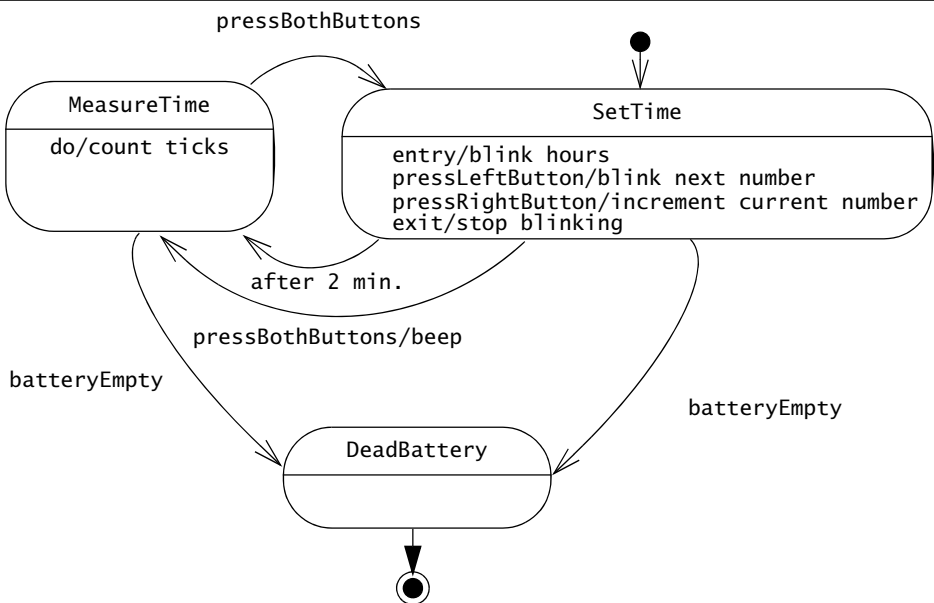 pressBothButtons
MeasureTime
do/count ticks
SetTime
entry/blink hours
pressLeftButton/blink next number
pressRightButton/increment current number
exit/stop blinking
after 2 min.
pressBothButtons/beep
batteryEmpty
batteryEmpty
DeadBattery